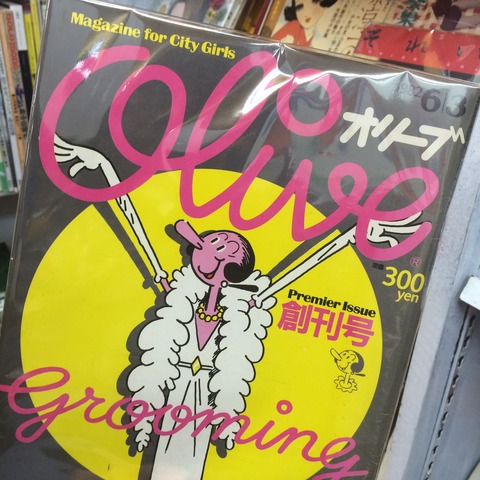 Magazine for City Girls
Olive
オリーブ
1982 6/3
300
yen
Premier Issue
創刊号
Grooming